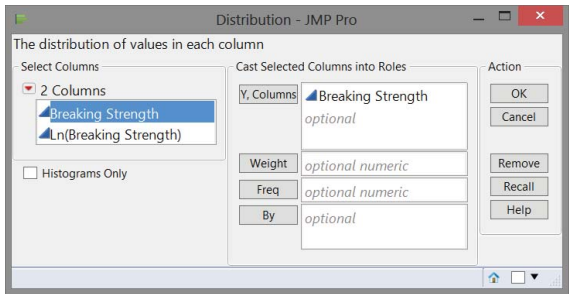 Distribution - JMP Pro
The distribution of values in each column
Select Columns
2 Columns
Breaking Strength
Ln(Breaking Strength)
Histograms Only
Cast Selected Columns into Roles
Y, Columns
Breaking Strength
optional
Weight
optional numeric
Freq
optional numeric
By
optional
Action
OK
Cancel
Remove
Recall
Help